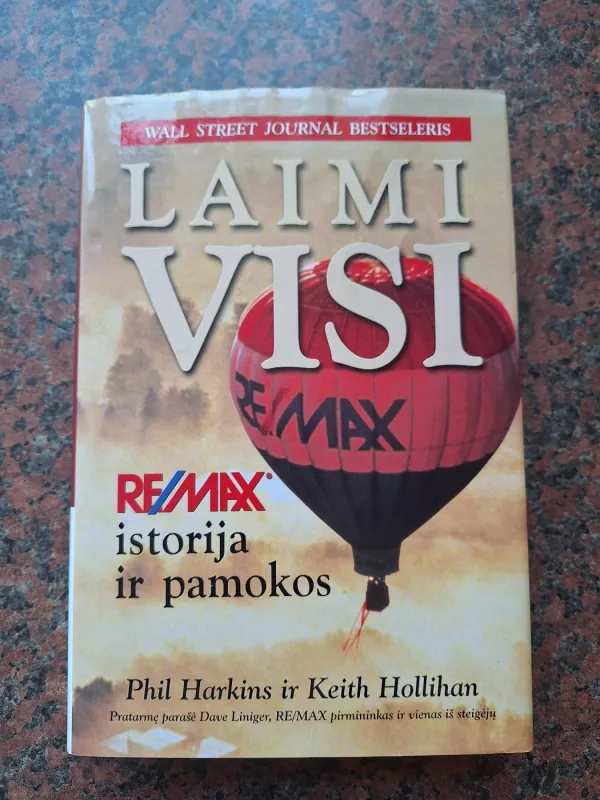 WALL STREET JOURNAL BESTSELERIS
LAIMI
VISI
RE/MAX
RE/MAX®
istorija
ir pamokos
Phil Harkins ir Keith Hollihan
Pratarmę parašė Dave Liniger, RE/MAX pirmininkas ir vienas iš steigėjų